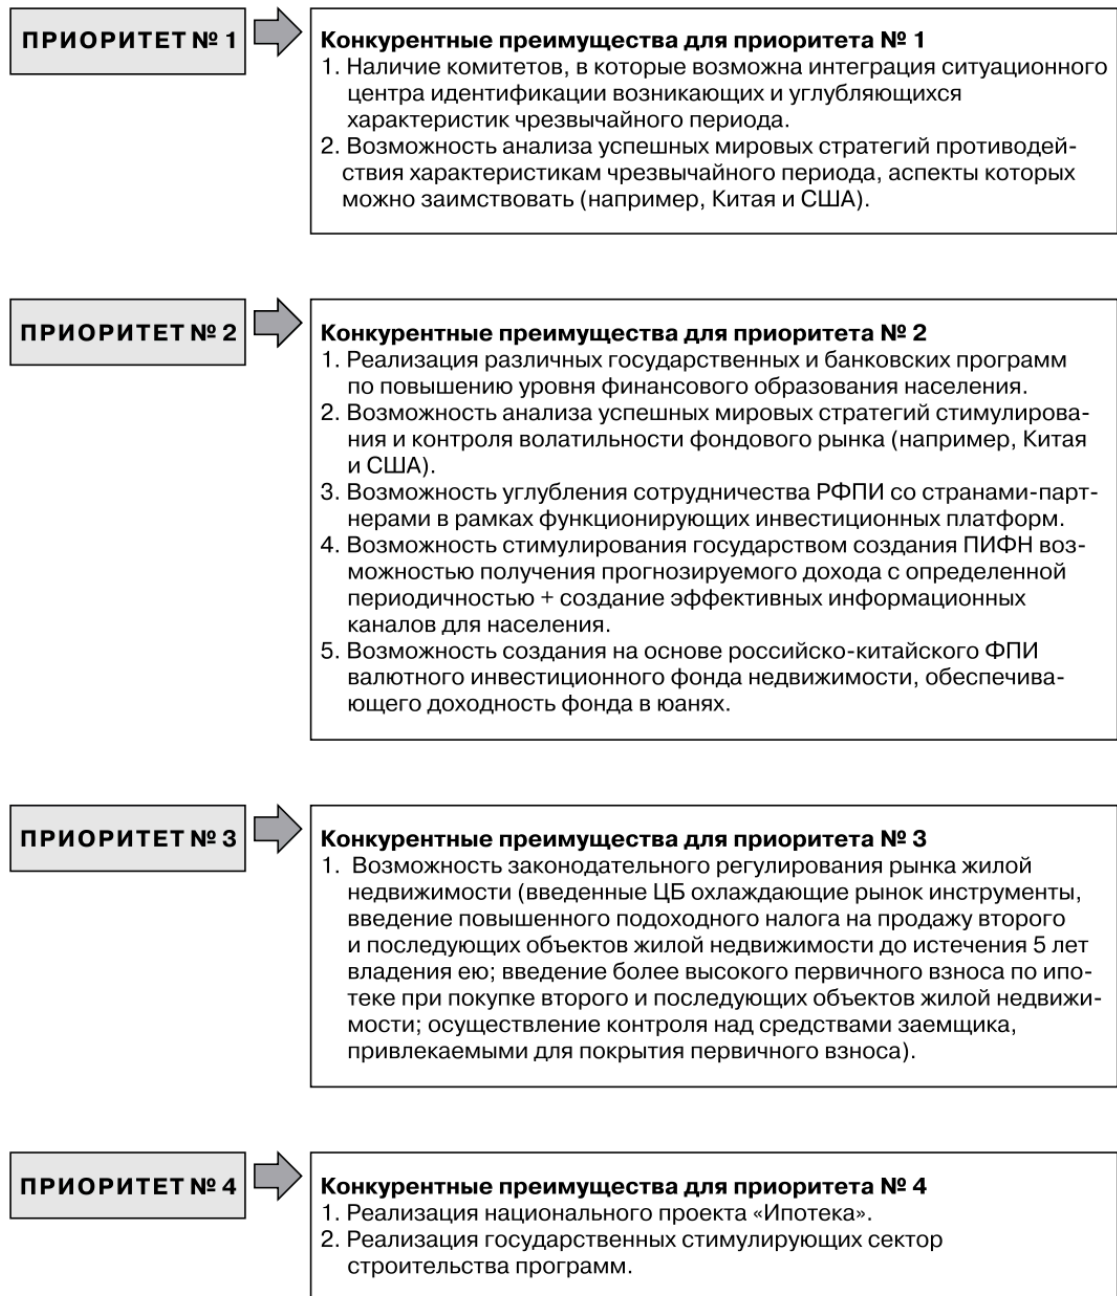 ПРИОРИТЕТ № 1
Конкурентные преимущества для приоритета № 1
1. Наличие комитетов, в которые возможна интеграция ситуационного
центра идентификации возникающих и углубляющихся
характеристик чрезвычайного периода.
2. Возможность анализа успешных мировых стратегий противодей-
ствия характеристикам чрезвычайного периода, аспекты которых
можно заимствовать (например, Китая и США).
ПРИОРИТЕТ № 2
Конкурентные преимущества для приоритета № 2
1. Реализация различных государственных и банковских программ
по повышению уровня финансового образования населения.
2. Возможность анализа успешных мировых стратегий стимулирова-
ния и контроля волатильности фондового рынка (например, Китая
и США).
3. Возможность углубления сотрудничества РФПИ со странами-парт-
нерами в рамках функционирующих инвестиционных платформ.
4. Возможность стимулирования государством создания ПИФН воз-
можностью получения прогнозируемого дохода с определенной
периодичностью + создание эффективных информационных
каналов для населения.
5. Возможность создания на основе российско-китайского ФПИ
валютного инвестиционного фонда недвижимости, обеспечива-
ющего доходность фонда в юанях.
ПРИОРИТЕТ № 3
Конкурентные преимущества для приоритета № 3
1. Возможность законодательного регулирования рынка жилой
недвижимости (введенные ЦБ охлаждающие рынок инструменты,
введение повышенного подоходного налога на продажу второго
и последующих объектов жилой недвижимости до истечения 5 лет
владения ею; введение более высокого первичного взноса по ипо-
теке при покупке второго и последующих объектов жилой недвижи-
мости; осуществление контроля над средствами заемщика,
привлекаемыми для покрытия первичного взноса).
ПРИОРИТЕТ № 4
Конкурентные преимущества для приоритета № 4
1. Реализация национального проекта «Ипотека».
2. Реализация государственных стимулирующих сектор
строительства программ.